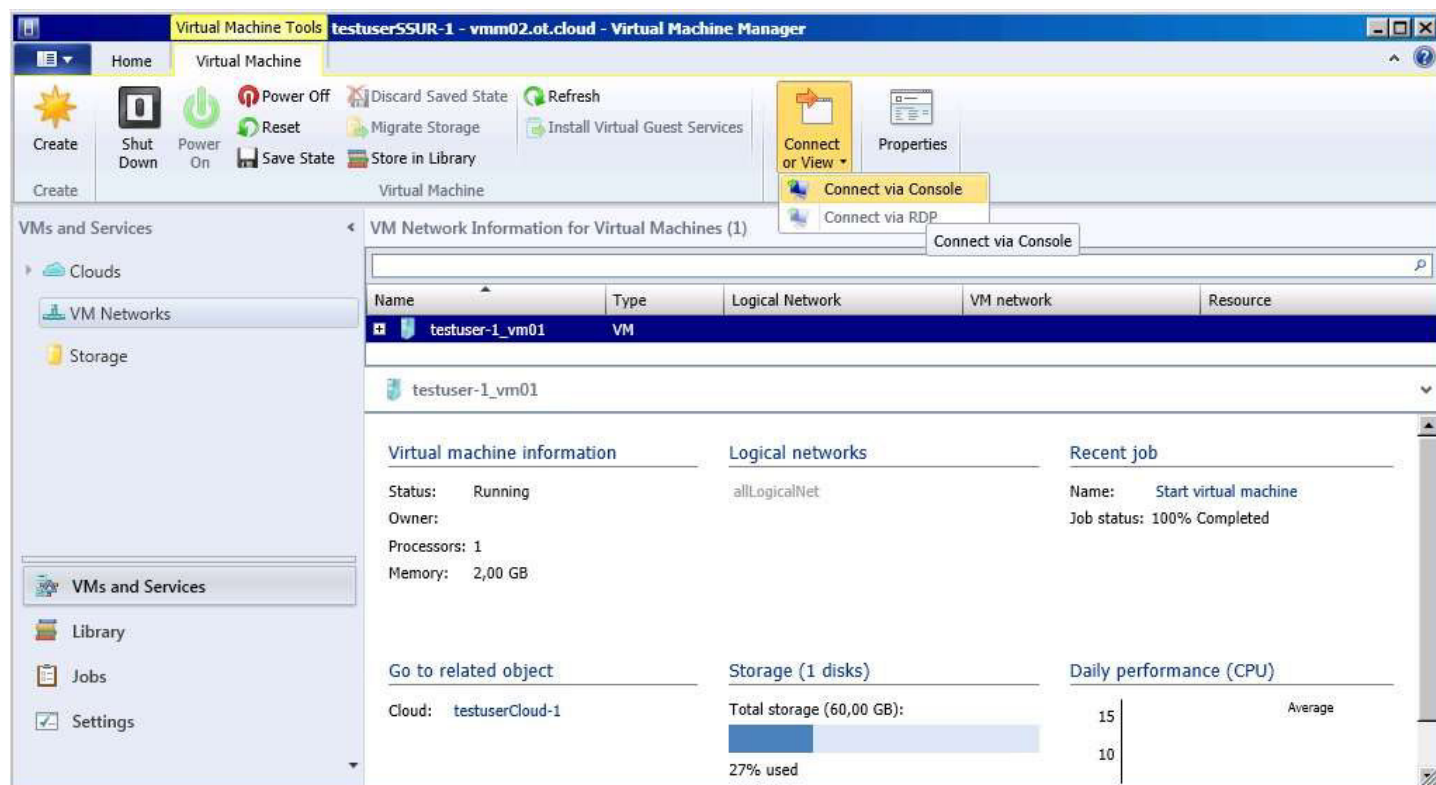 Virtual Machine Tools testuserSSUR-1 - vmm02.ot.cloud - Virtual Machine Manager
Home Virtual Machine
Create
Shut Down
Power On
Power Off
Reset
Save State
Discard Saved State
Migrate Storage
Store in Library
Refresh
Install Virtual Guest Services
Connect or View
Properties
Create
Virtual Machine
Connect via Console
Connect via RDP
Connect via Console
VMs and Services
Clouds
VM Networks
Storage
VMs and Services
Library
Jobs
Settings
VM Network Information for Virtual Machines (1)
Name Type Logical Network VM network Resource
testuser-1_vm01 VM
testuser-1_vm01
Virtual machine information
Status: Running
Owner:
Processors: 1
Memory: 2,00 GB
Logical networks
allLogicalNet
Recent job
Name: Start virtual machine
Job status: 100% Completed
Go to related object
Cloud: testuserCloud-1
Storage (1 disks)
Total storage (60,00 GB):
27% used
Daily performance (CPU)
Average
15
10